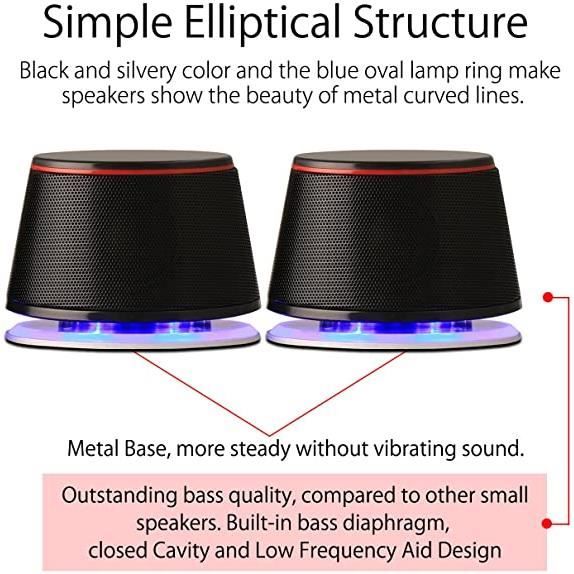 Simple Elliptical Structure
Black and silvery color and the blue oval lamp ring make
speakers show the beauty of metal curved lines.
Metal Base, more steady without vibrating sound.
Outstanding bass quality, compared to other small
speakers. Built-in bass diaphragm,
closed Cavity and Low Frequency Aid Design